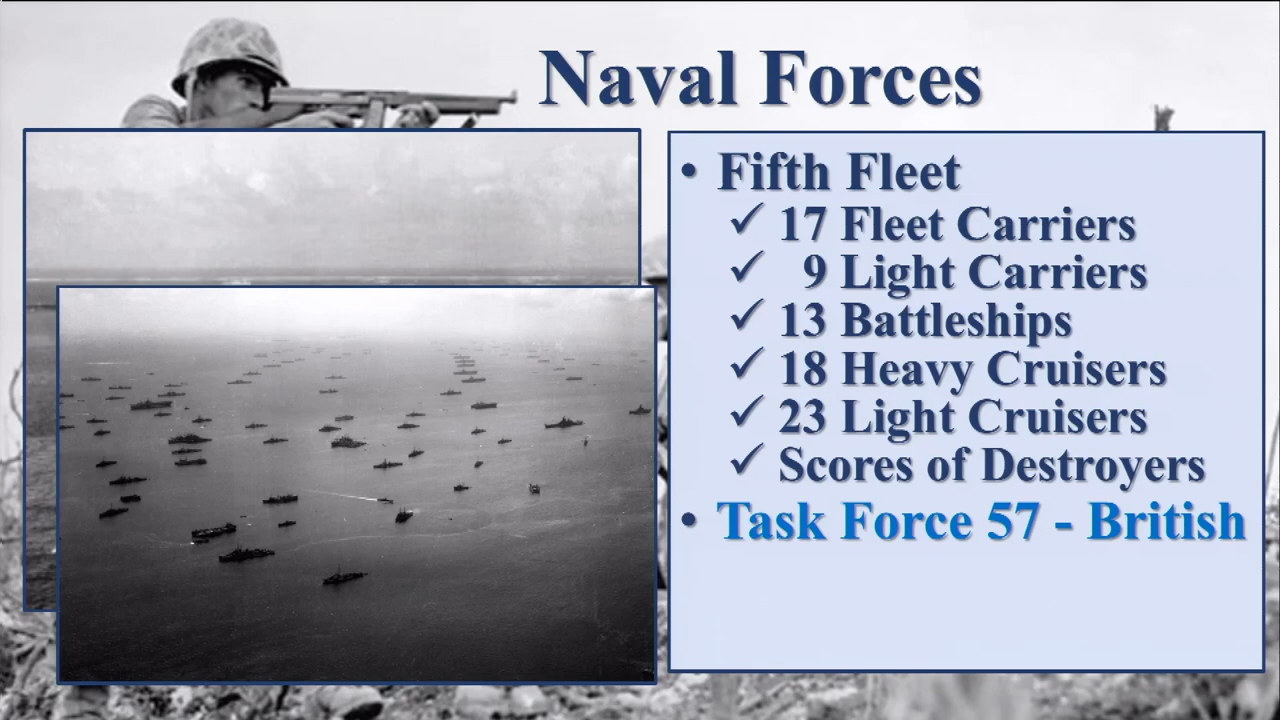 Naval Forces
• Fifth Fleet
✓ 17 Fleet Carriers
✓ 9 Light Carriers
✓ 13 Battleships
✓ 18 Heavy Cruisers
✓ 23 Light Cruisers
✓ Scores of Destroyers
• Task Force 57 - British